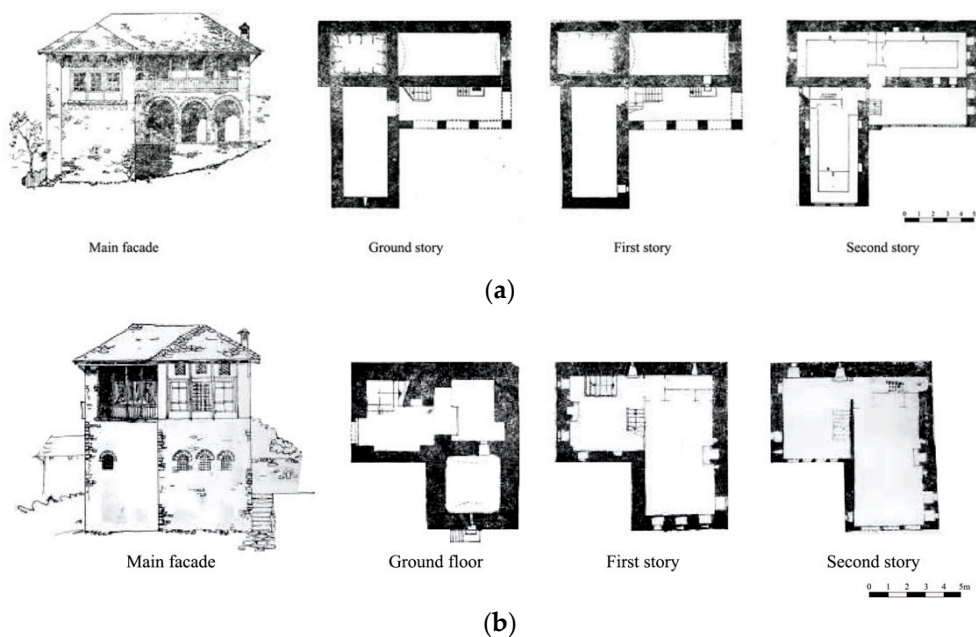 0 1 2 3 4 5
Main facade Ground story First story Second story
(a)
Main facade Ground floor First story Second story
0 1 2 3 4 5m
(b)